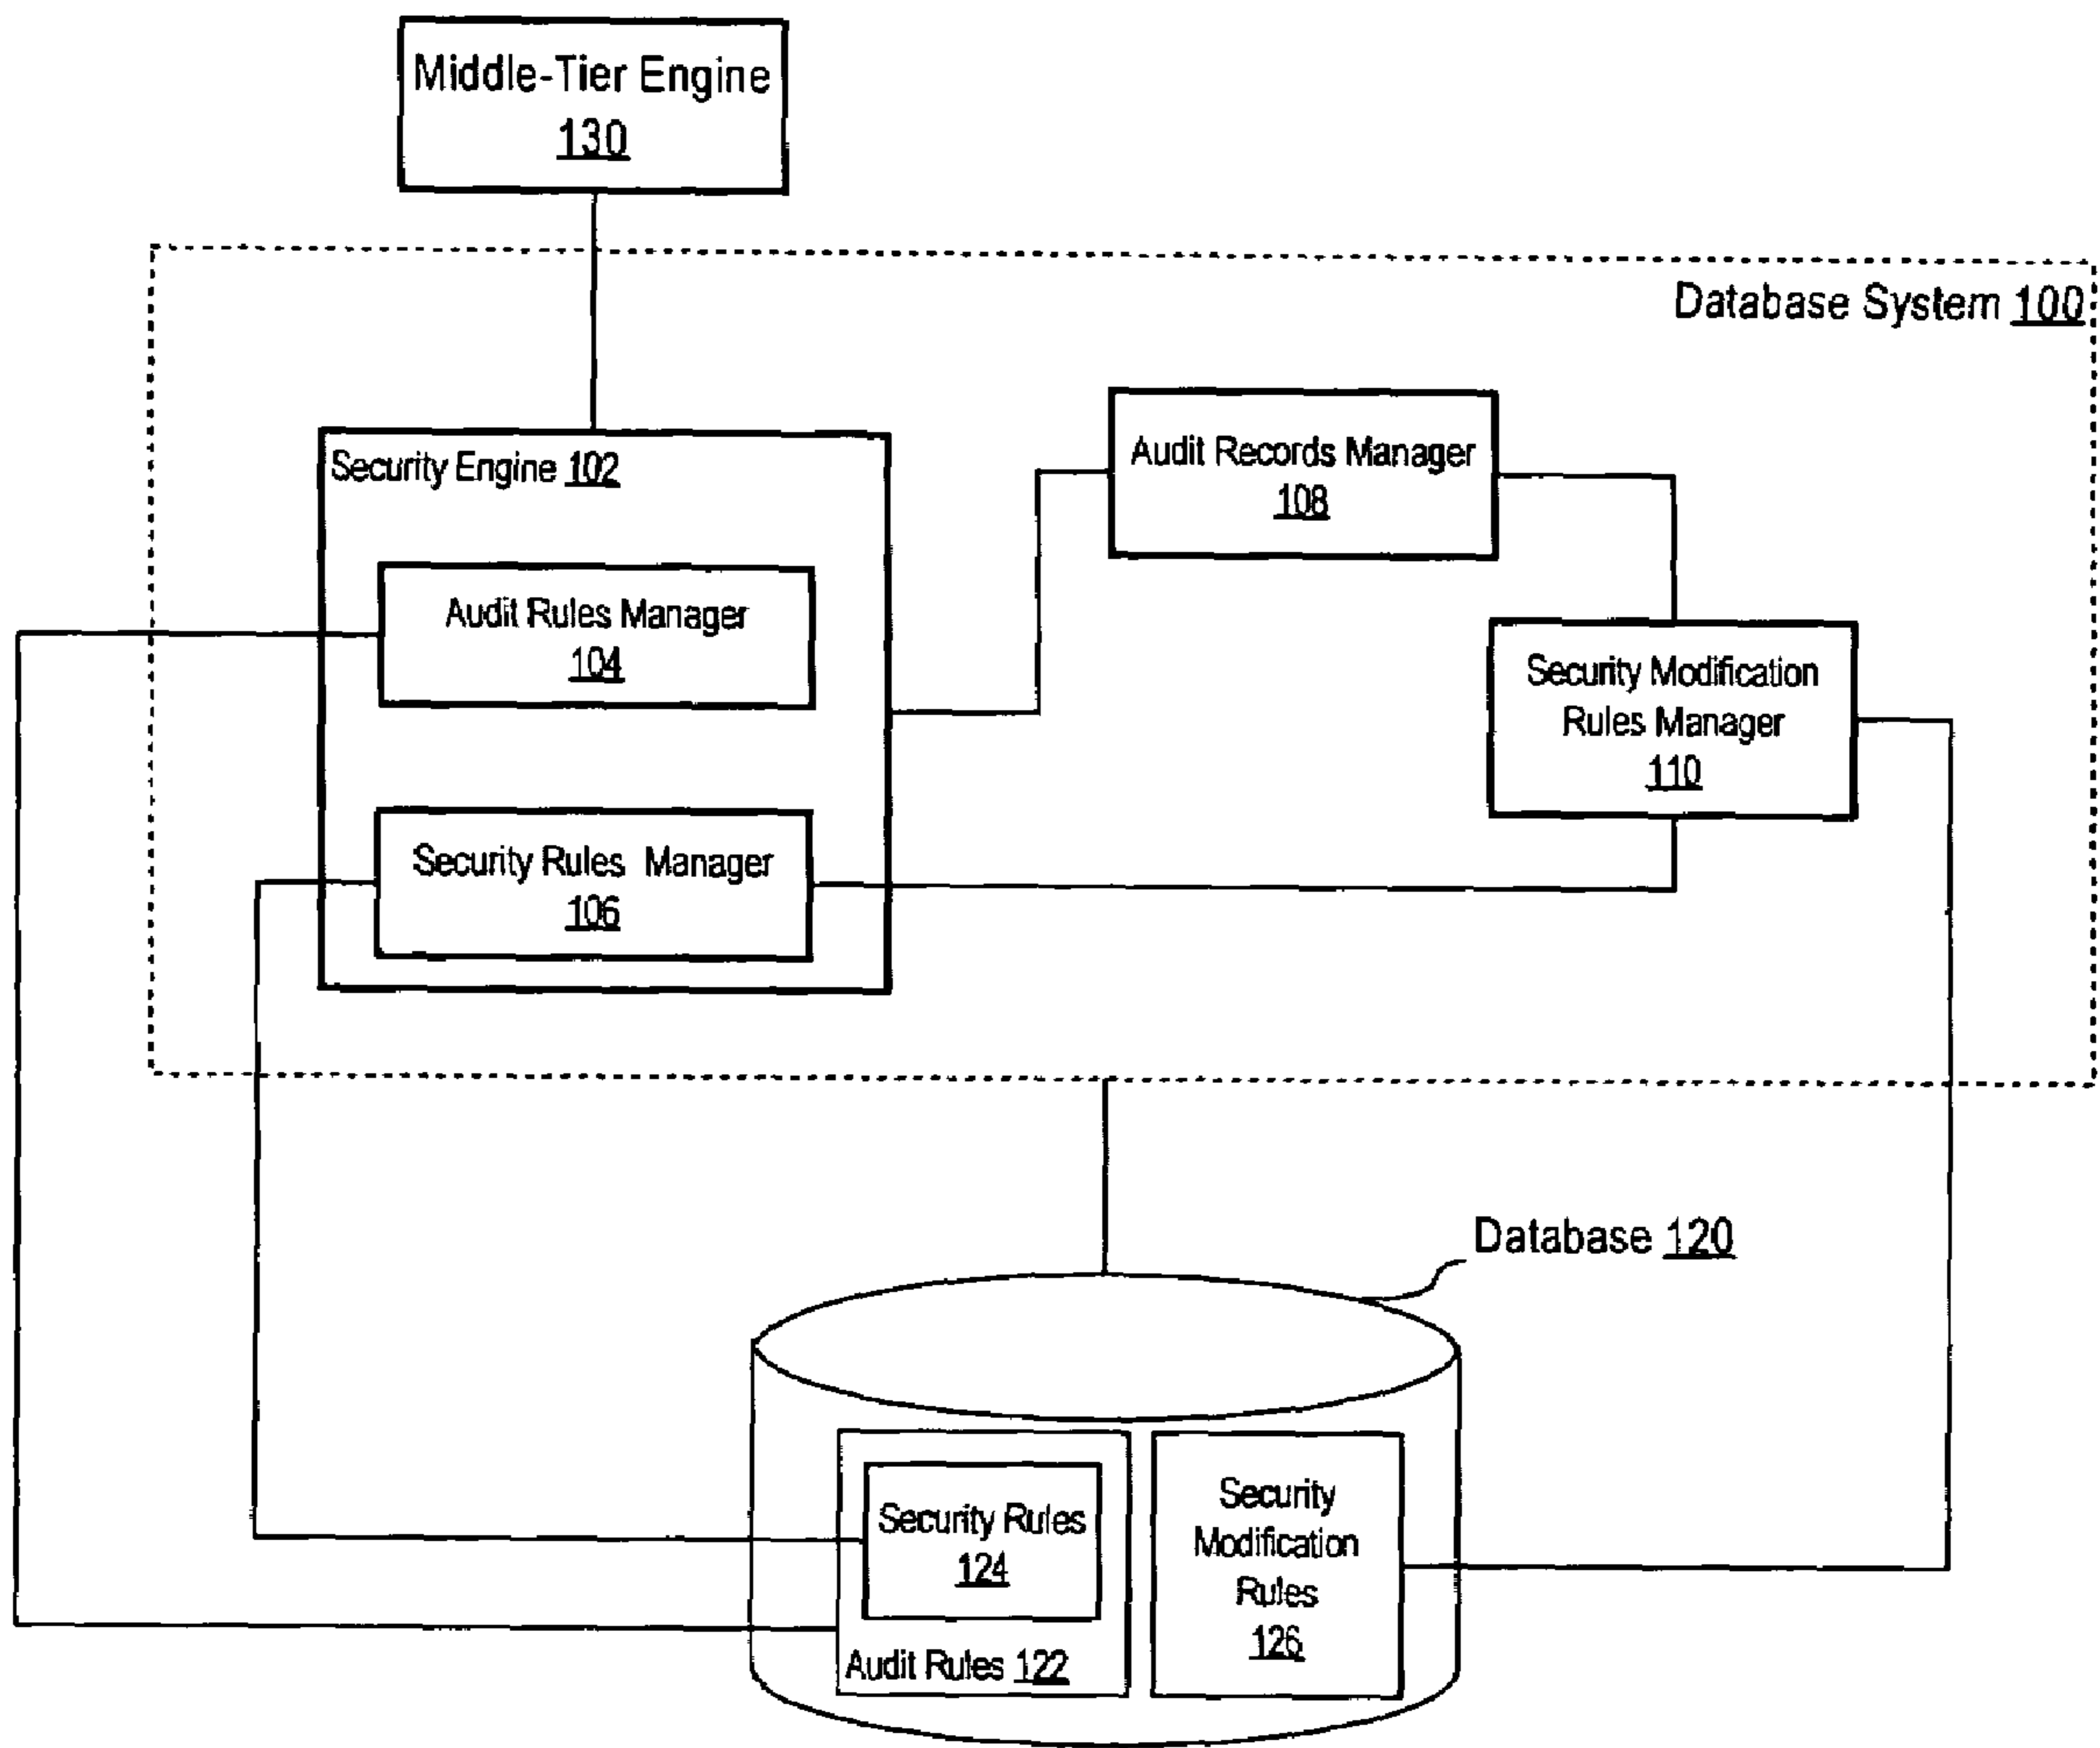 Middle-Tier Engine
130
Database System 100
Security Engine 102
Audit Records Manager
108
Audit Rules Manager
104
Security Modification
Rules Manager
110
Security Rules Manager
106
Database 120
Security Rules
124
Audit Rules 122
Security
Modification
Rules
126